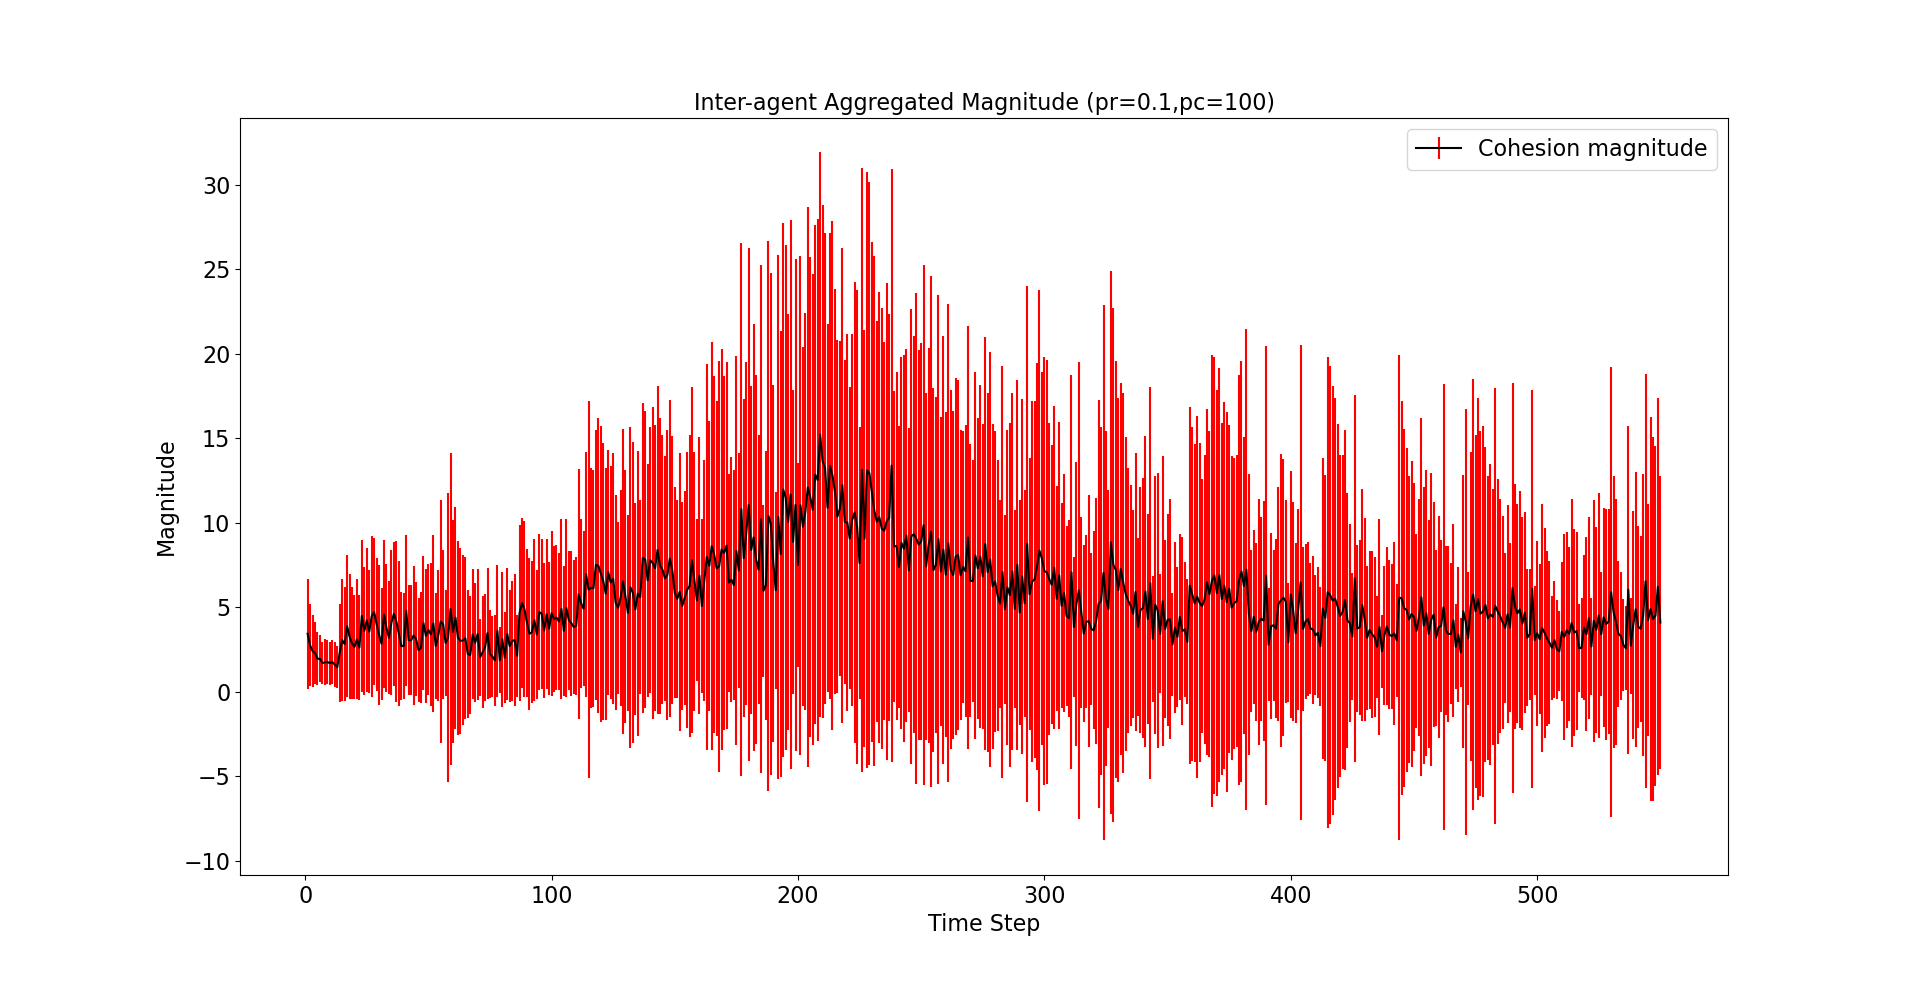 Inter-agent Aggregated Magnitude (pr=0.1,pc=100)
Cohesion magnitude
30
25
20
15
10
5
0
−5
−10
Magnitude
0 100 200 300 400 500
Time Step